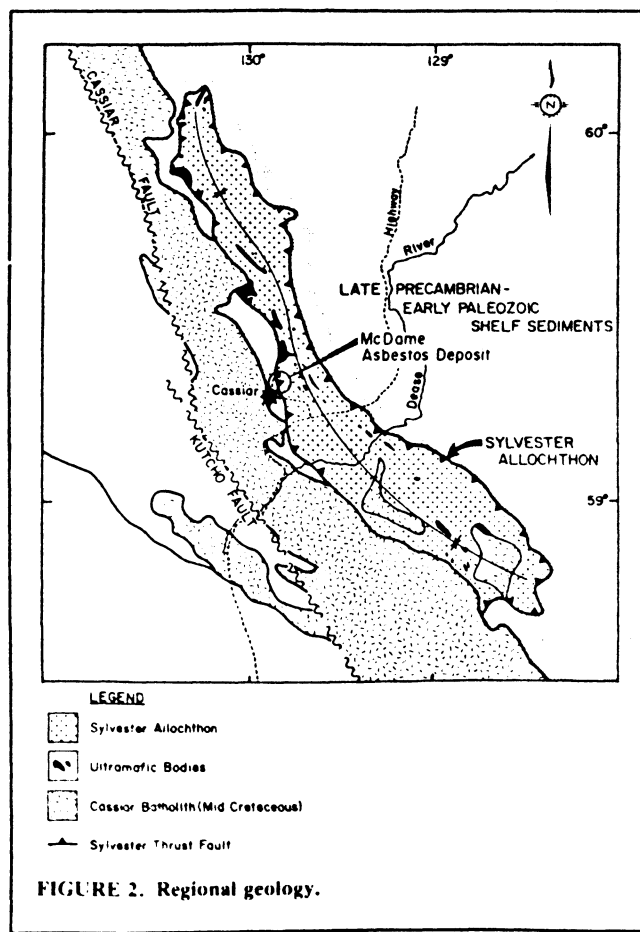 130° 129°
60°
N
CASSIAR
FAULT
Highway
River
LATE PRECAMBRIAN-
EARLY PALEOZOIC
SHELF SEDIMENTS
McDame
Asbestos Deposit
Cassiar
Dease
SYLVESTER
ALLOCHTHON
KUTCHO FAULT
59°
LEGEND
Sylvester Allochthon
Ultramafic Bodies
Cassiar Batholith (Mid Cretaceous)
Sylvester Thrust Fault
FIGURE 2. Regional geology.